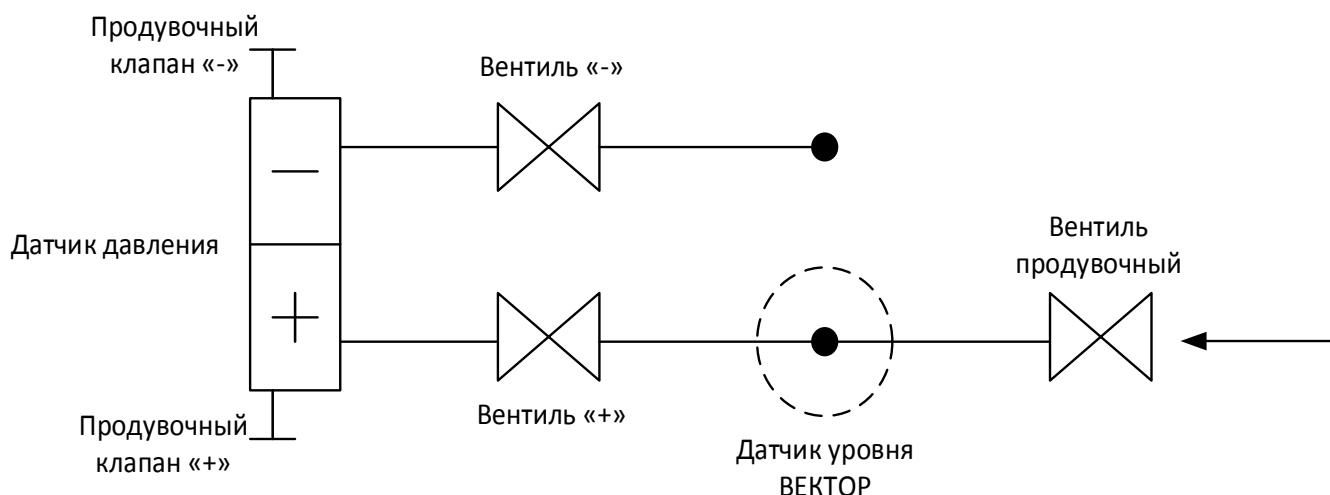 Продувочный
клапан «-»
Вентиль «-»
Датчик давления
Вентиль
продувочный
Продувочный
клапан «+»
Вентиль «+»
Датчик уровня
ВЕКТОР